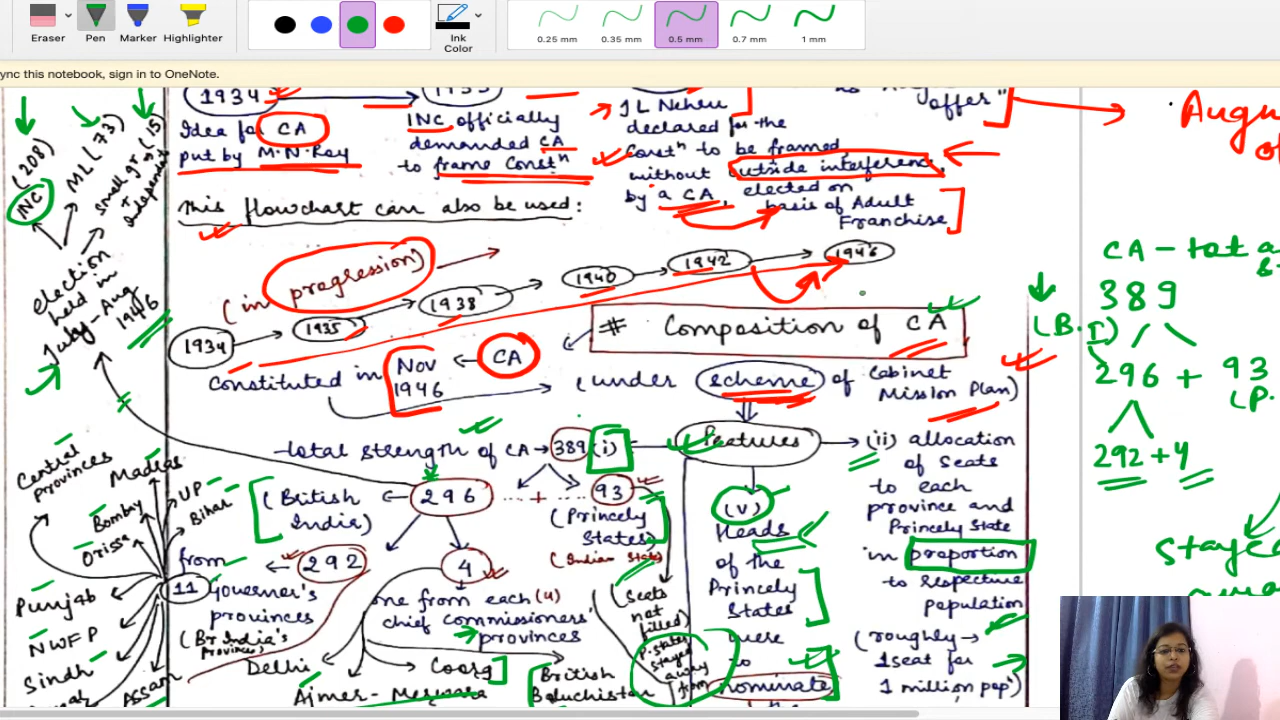 Eraser
Pen
Marker
Highlighter
Ink
Color
0.25 mm
0.35 mm
0.5 mm
0.7 mm
1 mm
ync this notebook, sign in to OneNote.
1934
Idea for CA
put by M.N.Roy
INC officially
demanded CA
to frame Constn
J L Nehru
declared for the
Constn to be framed
without outside interferenc.
by a CA, elected on
basis of Adult
Franchise
offer"
Augu
This flowchart can also be used:
(in progression)
1934
1935
1938
1940
1942
1946
INC
(208)
ML (73)
small gr
independent
(15)
election
held in
July-Aug
1946
# Composition of CA
CA
Constituted in
Nov
1946
(under scheme of Cabinet
Mission Plan)
total strength of CA → 389 (i)
features
(ii) allocation
of Seats
to each
province and
Princely State
in proportion
to respective
population
(roughly →
1 seat for
1 million pop)
296
+
93
(British
India)
(Princely
States)
(Indian State)
from
292
4
11
Governer's
provinces
(Br India's
Provinces)
one from each (4)
chief commissioners'
provinces
Delhi
Ajmer-Merwara
Coorg
British
Baluchistan
(Seats
not
filled)
P. states
stayed
away
from
(v)
Heads
of the
Princely
States
were
to
nominate
Central
Provinces
Madras
UP
Bihar
Bombay
Orissa
Punjab
NWFP
Sindh
Assam
CA - tot
389
(B.I)
296 + 93
(P.
292 + 4
Stayed